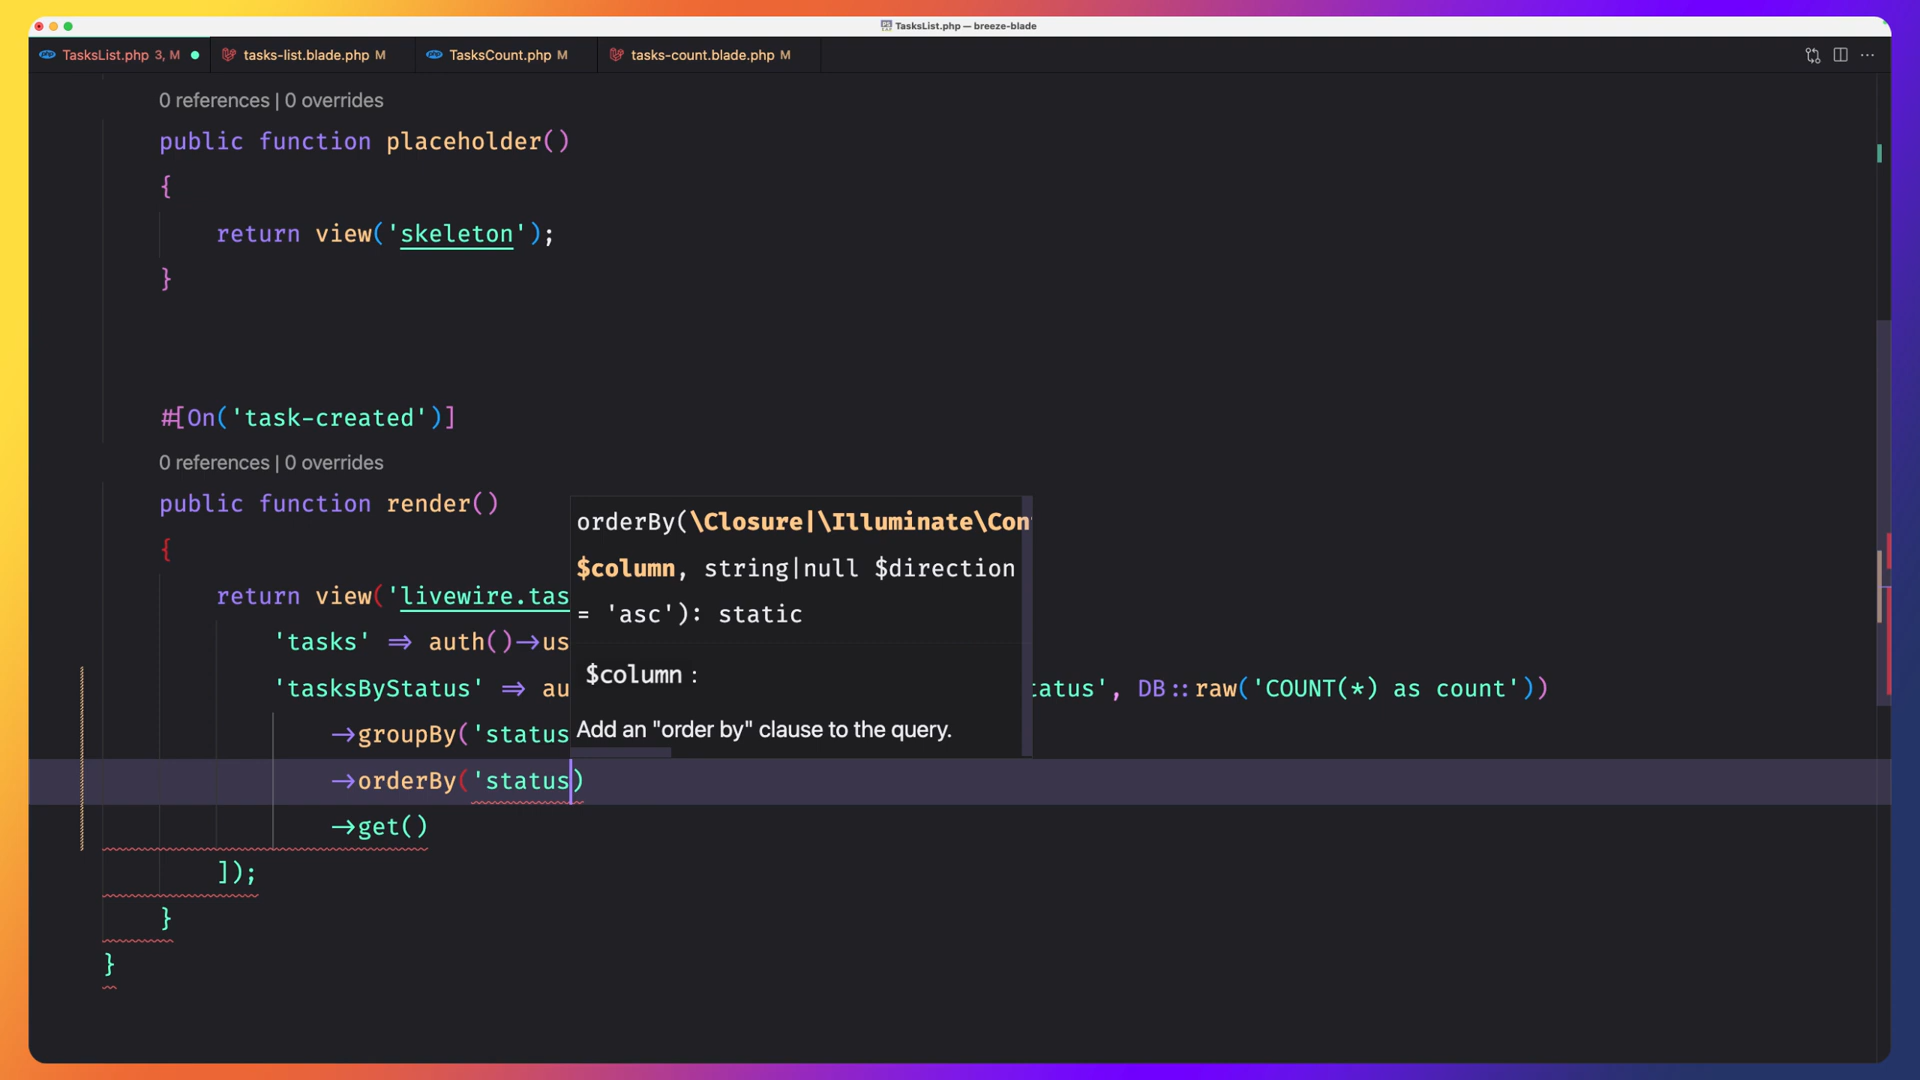 TasksList.php — breeze-blade
TasksList.php 3, M
tasks-list.blade.php M
TasksCount.php M
tasks-count.blade.php M
0 references | 0 overrides
public function placeholder()
{
return view('skeleton');
}
#[On('task-created')]
0 references | 0 overrides
public function render()
{
return view('livewire.tas
'tasks' => auth()->us
'tasksByStatus' => au
atus', DB::raw('COUNT(*) as count'))
->groupBy('status
->orderBy('status)
->get()
]);
}
}
orderBy(\Closure|\Illuminate\Con
$column, string|null $direction
= 'asc'): static
$column :
Add an "order by" clause to the query.